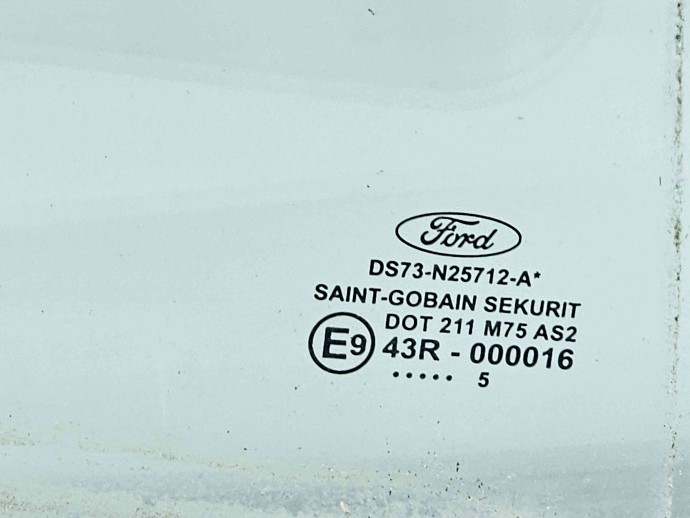 Ford
DS73-N25712-A*
SAINT-GOBAIN SEKURIT
DOT 211 M75 AS2
E9 43R - 000016
..... 5